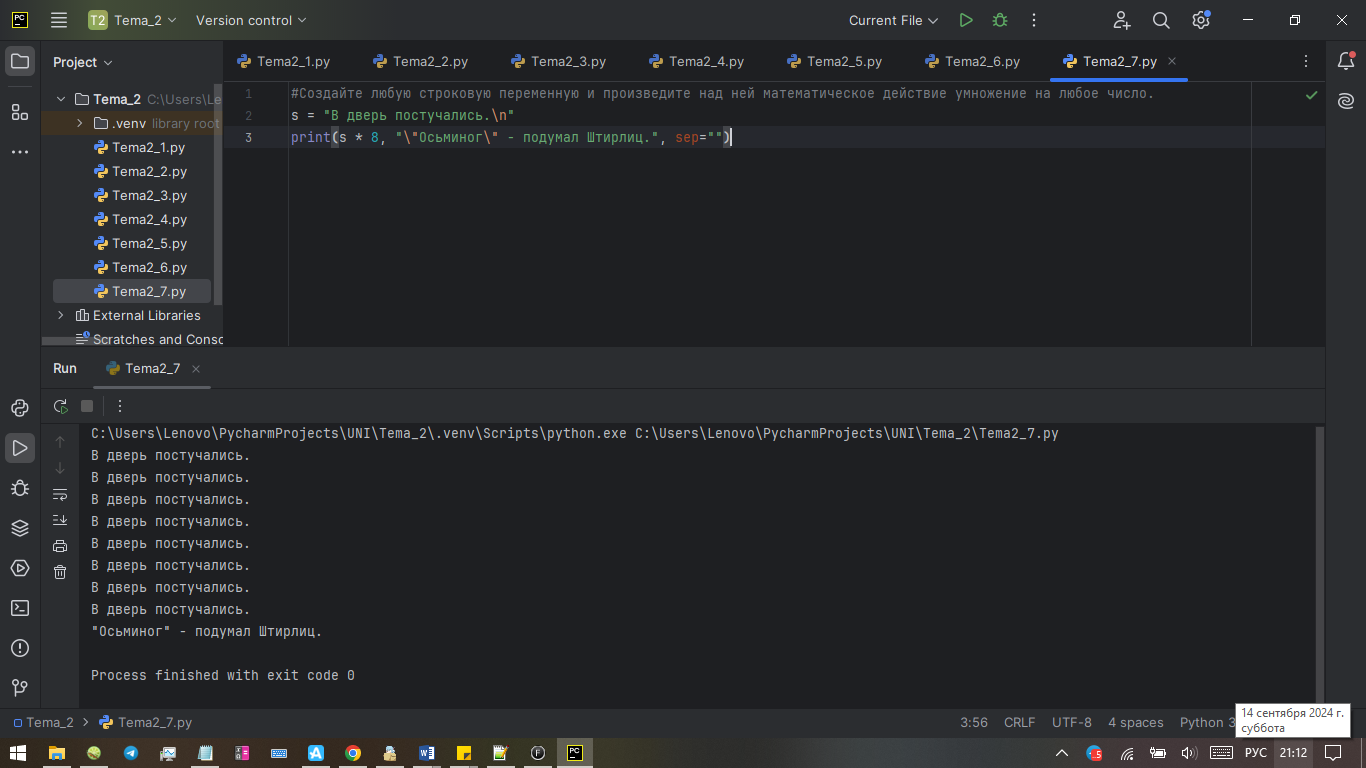 PC T2 Tema_2 Version control Current File
Project
Tema2_1.py Tema2_2.py Tema2_3.py Tema2_4.py Tema2_5.py Tema2_6.py Tema2_7.py
Tema_2 C:\Users\Le
.venv library root
Tema2_1.py
Tema2_2.py
Tema2_3.py
Tema2_4.py
Tema2_5.py
Tema2_6.py
Tema2_7.py
External Libraries
Scratches and Consc
1 #Создайте любую строковую переменную и произведите над ней математическое действие умножение на любое число.
2 s = "В дверь постучались.\n"
3 print(s * 8, "\"Осьминог\" - подумал Штирлиц.", sep="")
Run Tema2_7
C:\Users\Lenovo\PycharmProjects\UNI\Tema_2\.venv\Scripts\python.exe C:\Users\Lenovo\PycharmProjects\UNI\Tema_2\Tema2_7.py
В дверь постучались.
В дверь постучались.
В дверь постучались.
В дверь постучались.
В дверь постучались.
В дверь постучались.
В дверь постучались.
В дверь постучались.
"Осьминог" - подумал Штирлиц.
Process finished with exit code 0
Tema_2 Tema2_7.py 3:56 CRLF UTF-8 4 spaces Python 3
14 сентября 2024 г.
суббота
РУС 21:12